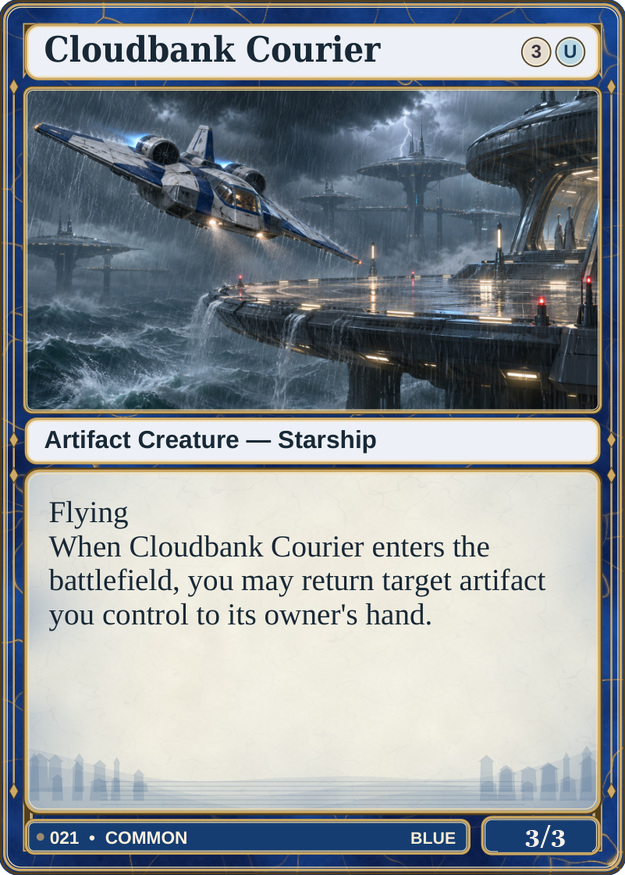 Cloudbank Courier 3 U
Artifact Creature — Starship
Flying
When Cloudbank Courier enters the
battlefield, you may return target artifact
you control to its owner's hand.
021 • COMMON BLUE 3/3